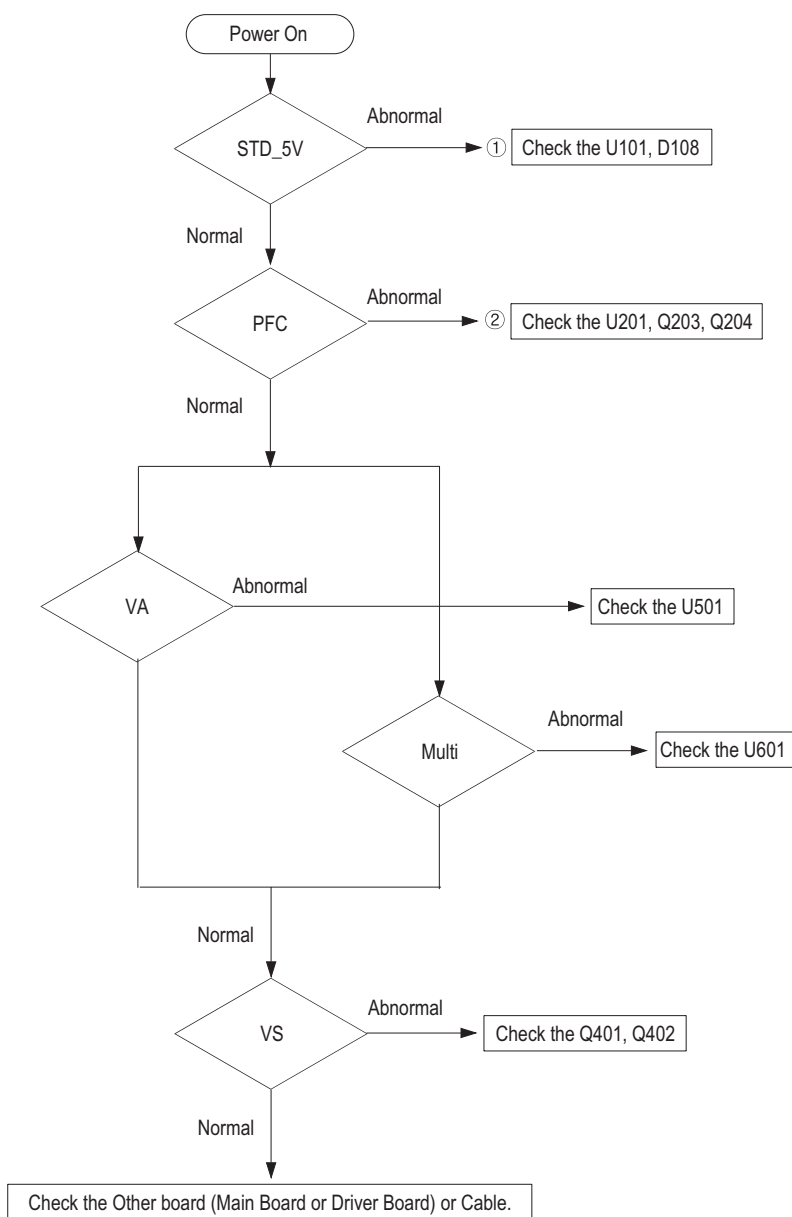 Power On
Abnormal
STD_5V
① Check the U101, D108
Normal
Abnormal
PFC
② Check the U201, Q203, Q204
Normal
Abnormal
VA
Check the U501
Abnormal
Multi
Check the U601
Normal
Abnormal
VS
Check the Q401, Q402
Normal
Check the Other board (Main Board or Driver Board) or Cable.